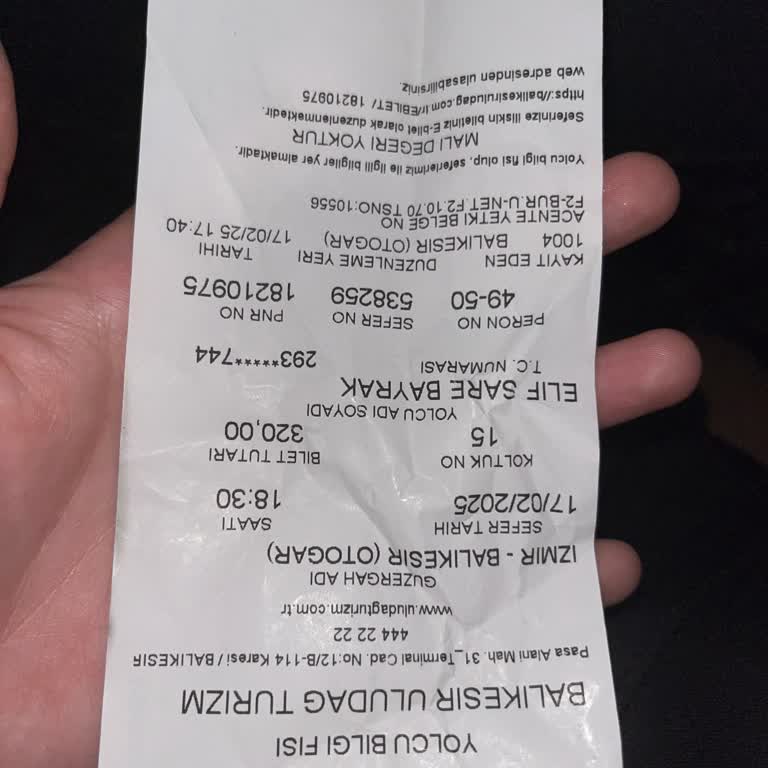 YOLCU BILGI FISI
BALIKESIR ULUDAG TURIZM
Pasa Alani Mah. 31_Terminal Cad. No:12/B-114 Karesi / BALIKESIR
444 22 22
www.uludagturizm.com.tr
GUZERGAH ADI
IZMIR - BALIKESIR (OTOGAR)
SEFER TARIH SAATI
17/02/2025 18:30
KOLTUK NO BILET TUTARI
15 320,00
YOLCU ADI SOYADI
ELIF SARE BAYRAK
T.C. NUMARASI 293*****744
PERON NO SEFER NO PNR NO
49-50 538259 18210975
KAYIT EDEN DUZENLEME YERI TARIHI
1004 BALIKESIR (OTOGAR) 17/02/25 17:40
ACENTE YETKI BELGE NO
F2-BUR.U-NET.F2.10.70 TSNO:10556
Yolcu bilgi fisi olup, seferlerimiz ile ilgili bilgiler yer almaktadir.
MALI DEGERI YOKTUR
Seferinize iliskin biletiniz E-bilet olarak duzenlenmektedir.
https://balikesiruludag.com.tr/EBILET/ 18210975
web adresinden ulasabilirsiniz.